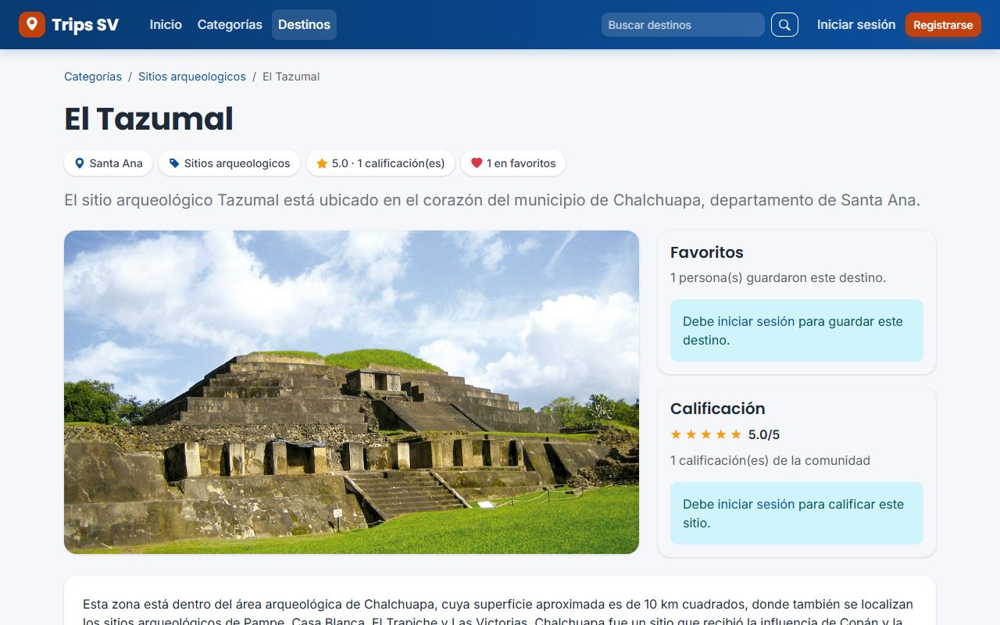 Trips SV
Inicio
Categorías
Destinos
Buscar destinos
Iniciar sesión
Registrarse
Categorías / Sitios arqueologicos / El Tazumal
El Tazumal
Santa Ana
Sitios arqueologicos
5.0 · 1 calificación(es)
1 en favoritos
El sitio arqueológico Tazumal está ubicado en el corazón del municipio de Chalchuapa, departamento de Santa Ana.
Favoritos
1 persona(s) guardaron este destino.
Debe iniciar sesión para guardar este
destino.
Calificación
5.0/5
1 calificación(es) de la comunidad
Debe iniciar sesión para calificar este
sitio.
Esta zona está dentro del área arqueológica de Chalchuapa, cuya superficie aproximada es de 10 km cuadrados, donde también se localizan
los sitios arqueológicos de Pampe, Casa Blanca, El Trapiche y Las Victorias. Chalchuapa fue un sitio que recibió la influencia de Copán y la